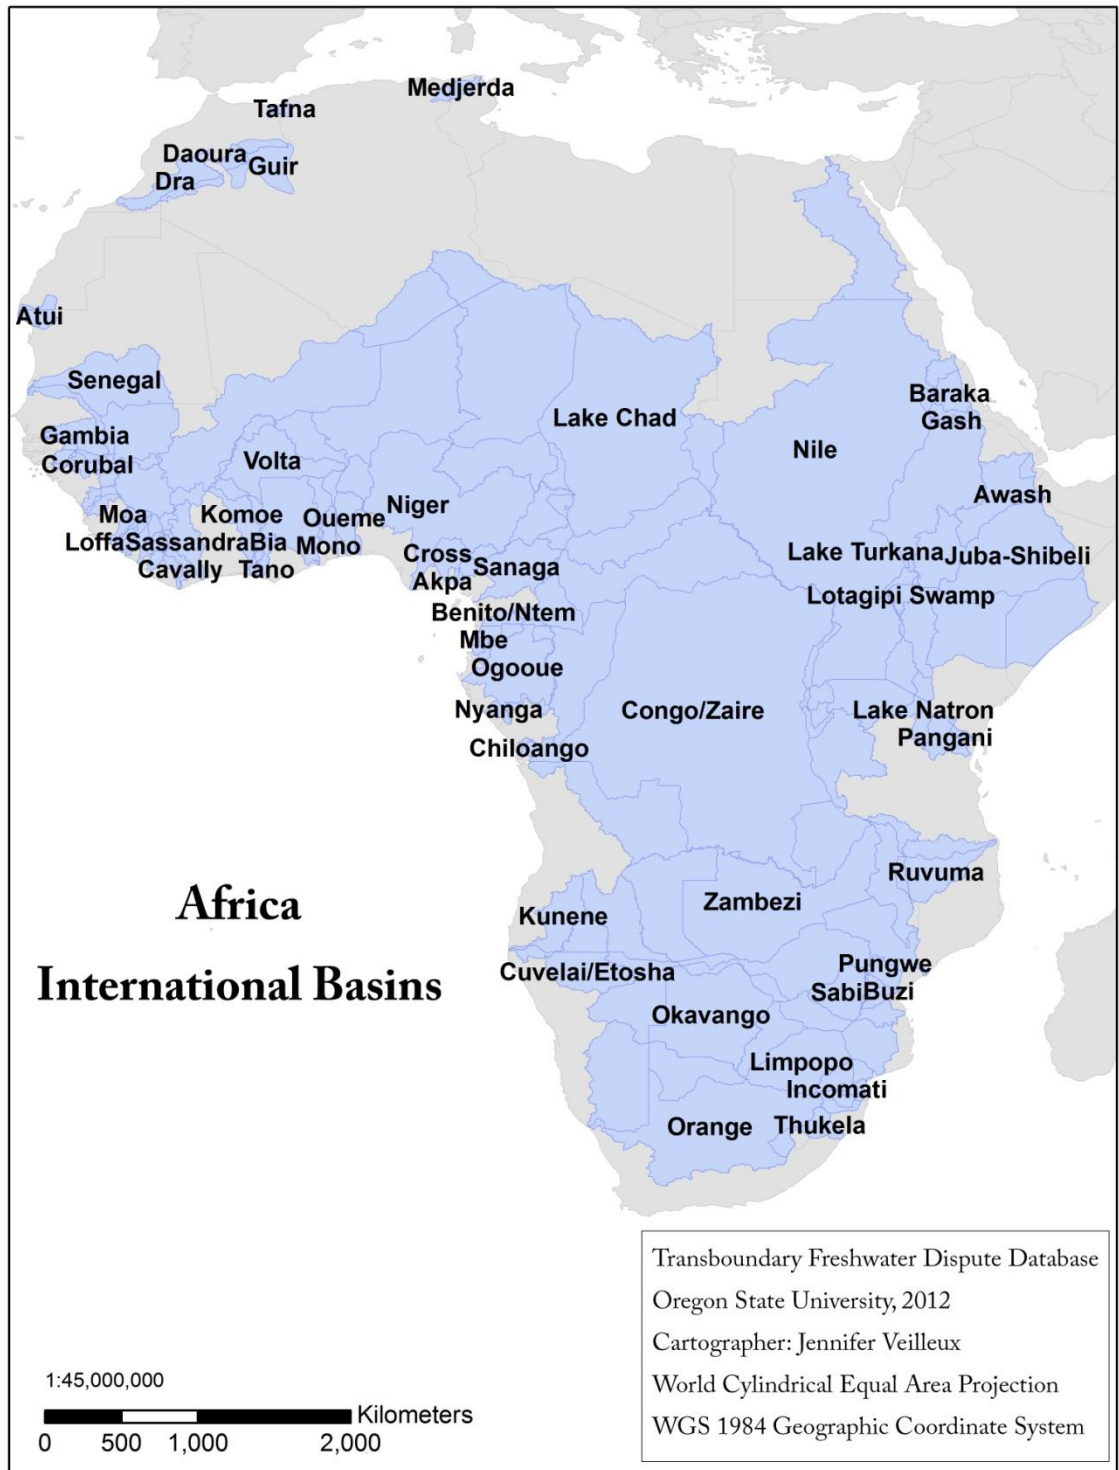 Medjerda
Tafna
Daoura
Guir
Dra
Atui
Senegal
Baraka
Lake Chad
Gash
Gambia
Nile
Corubal
Volta
Awash
Niger
Moa
Komoe
Oueme
Loffa
Sassandra
Bia
Mono
Cross
Lake Turkana
Juba-Shibeli
Cavally
Tano
Sanaga
Akpa
Lotagipi Swamp
Benito/Ntem
Mbe
Ogooue
Nyanga
Congo/Zaire
Lake Natron
Pangani
Chiloango
Ruvuma
Zambezi
Kunene
Africa
International Basins
Pungwe
Cuvelai/Etosha
Sabi
Buzi
Okavango
Limpopo
Incomati
Orange
Thukela
Transboundary Freshwater Dispute Database
Oregon State University, 2012
Cartographer: Jennifer Veilleux
World Cylindrical Equal Area Projection
WGS 1984 Geographic Coordinate System
1:45,000,000
Kilometers
0 500 1,000 2,000